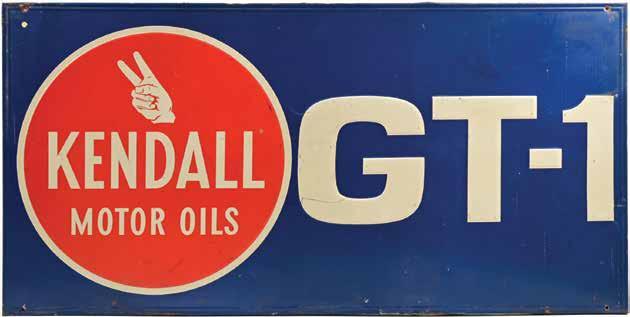 KENDALL
MOTOR OILS
GT-1